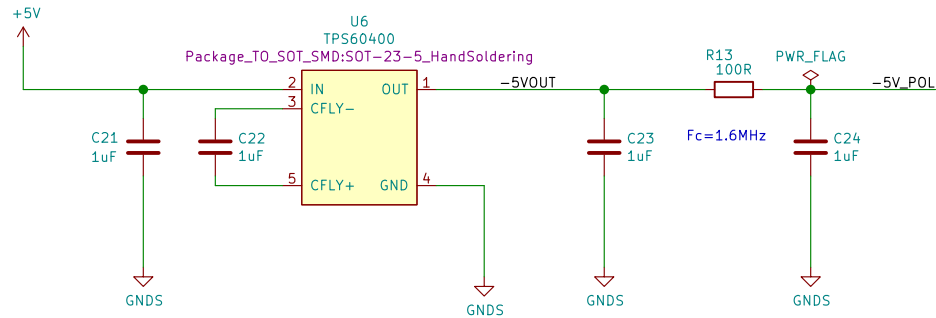 +5V
U6
TPS60400
Package_TO_SOT_SMD:SOT-23-5_HandSoldering
2
IN
OUT
1
-5VOUT
R13
100R
PWR_FLAG
-5V_POL
3
CFLY-
C21
1uF
C22
1uF
C23
1uF
Fc=1.6MHz
C24
1uF
5
CFLY+
GND
4
GNDS
GNDS
GNDS
GNDS